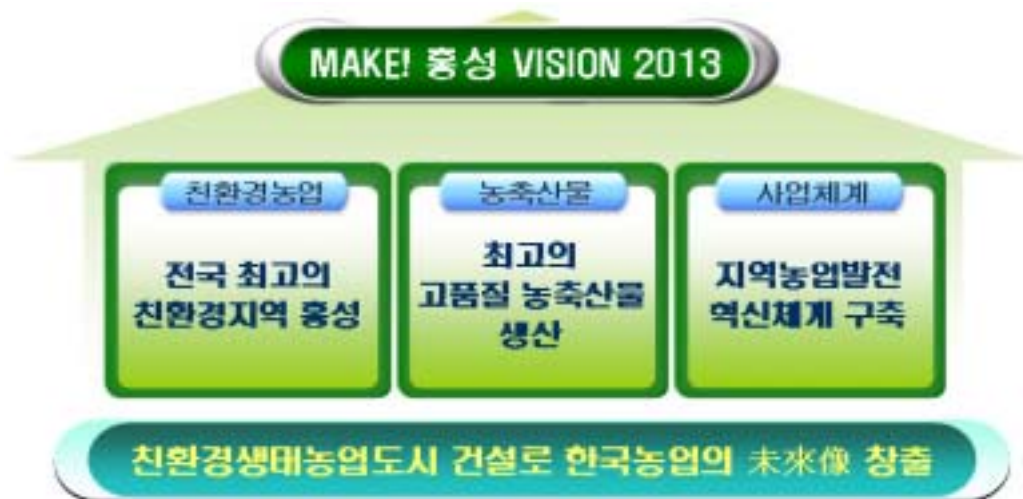 MAKE! 홍성 VISION 2013
친환경농업
전국 최고의
친환경지역 홍성
농축산물
최고의
고품질 농축산물
생산
사업체계
지역농업발전
혁신체계 구축
친환경생태농업도시 건설로 한국농업의 未來像 창출